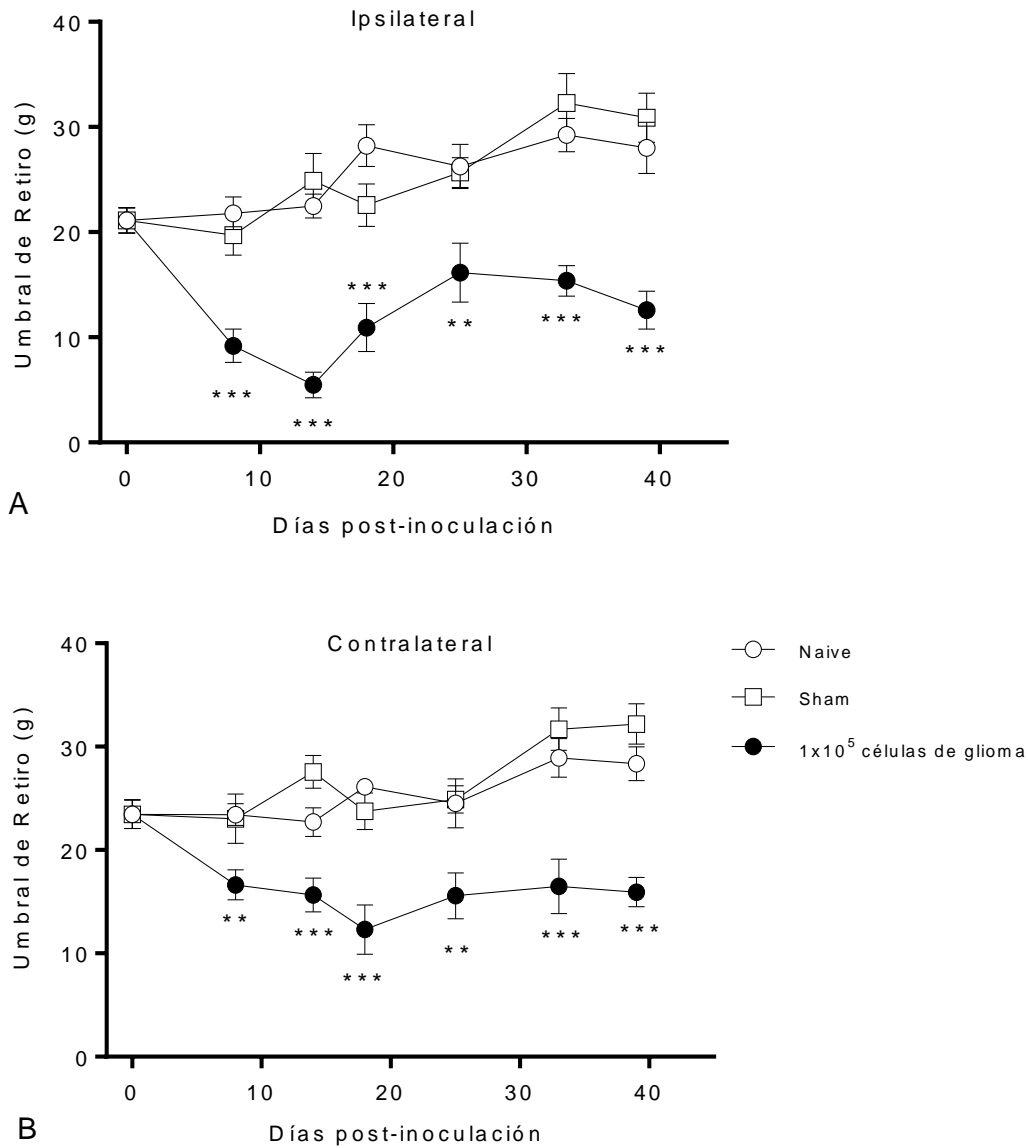 Ipsilateral
40
30
20
10
0
Umbral de Retiro (g)
***
***
***
**
***
***
0 10 20 30 40
Días post-inoculación
A
Contralateral
40
30
20
10
0
Umbral de Retiro (g)
**
***
***
**
***
***
0 10 20 30 40
Días post-inoculación
B
Naive
Sham
1x10⁵ células de glioma